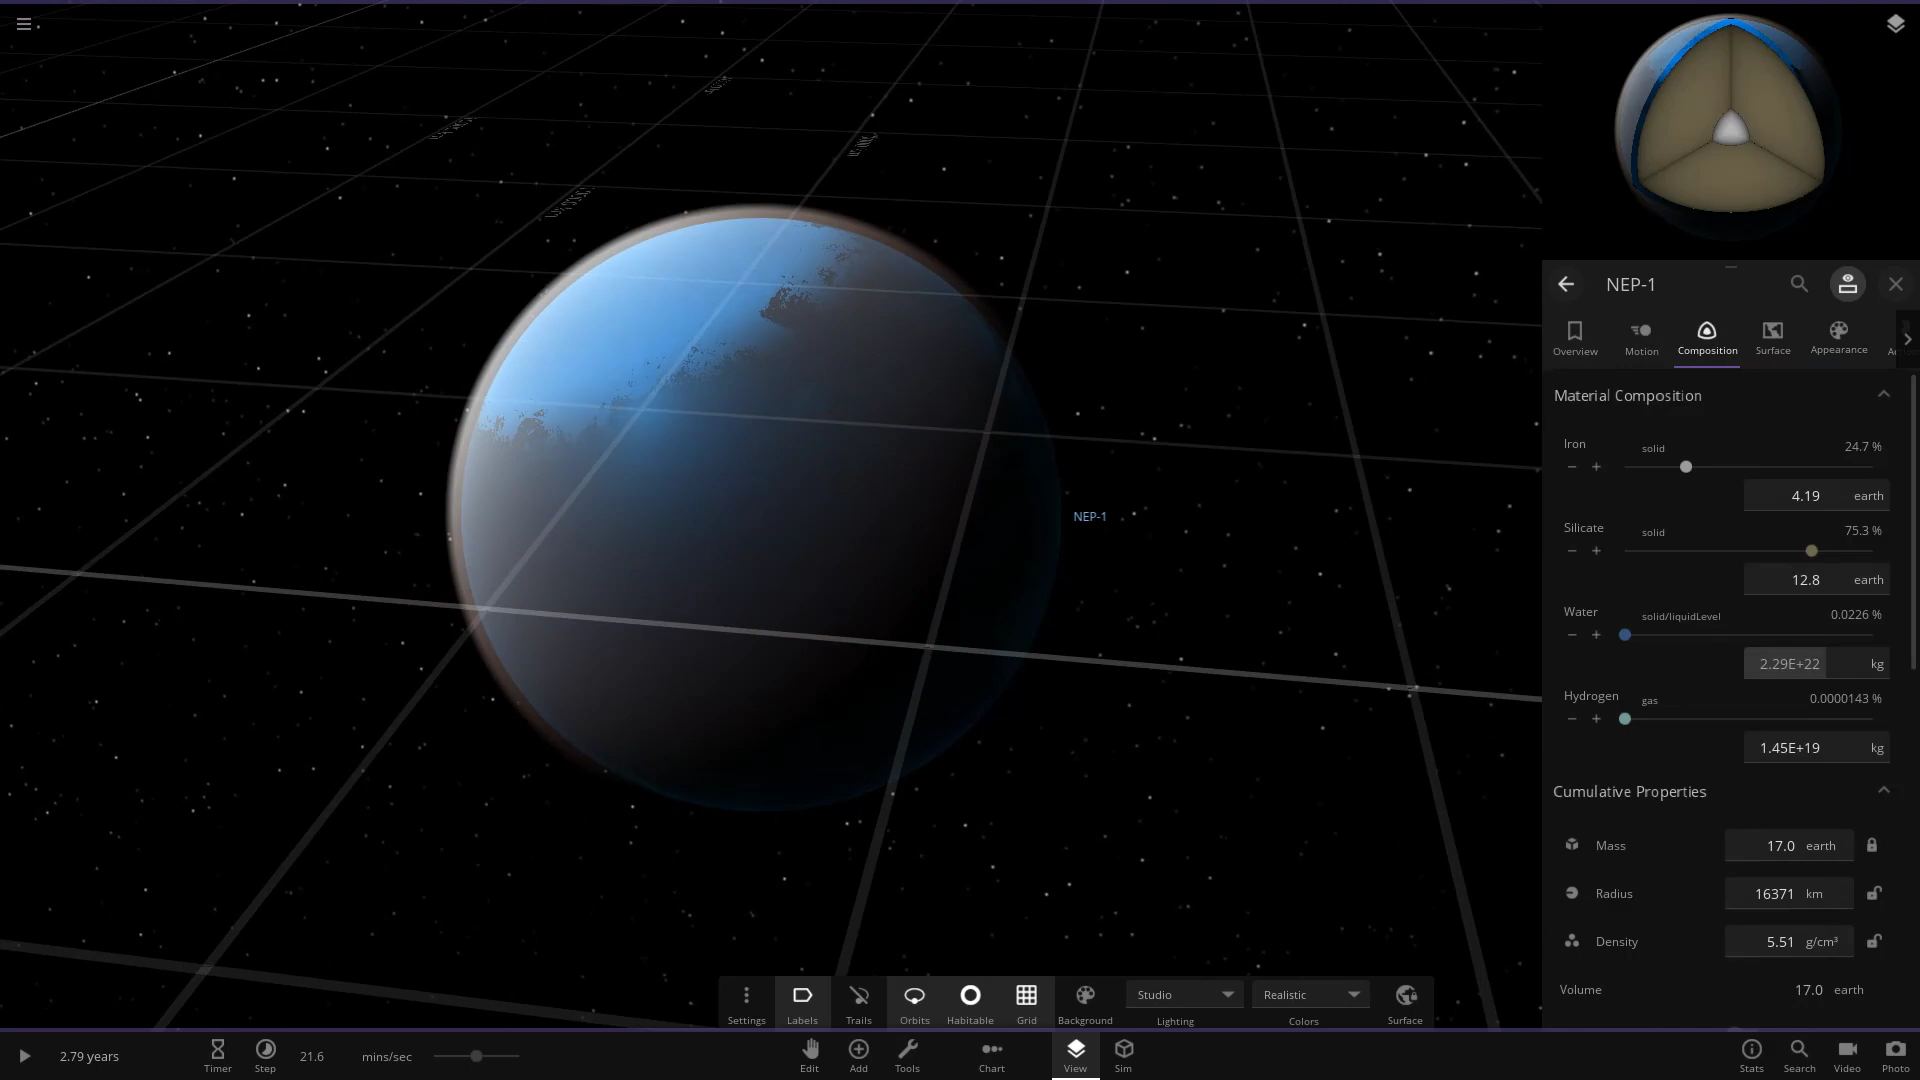 NEP-1
Overview
Motion
Composition
Surface
Appearance
Material Composition
Iron
solid
24.7 %
4.19 earth
Silicate
solid
75.3 %
12.8 earth
Water
solid/liquidLevel
0.0226 %
2.29E+22 kg
Hydrogen
gas
0.0000143 %
1.45E+19 kg
Cumulative Properties
Mass
17.0 earth
Radius
16371 km
Density
5.51 g/cm³
Volume
17.0 earth
NEP-1
Settings
Labels
Trails
Orbits
Habitable
Grid
Background
Studio
Lighting
Realistic
Colors
Surface
2.79 years
Timer
Step
21.6 mins/sec
Edit
Add
Tools
Chart
View
Sim
Stats
Search
Video
Photo